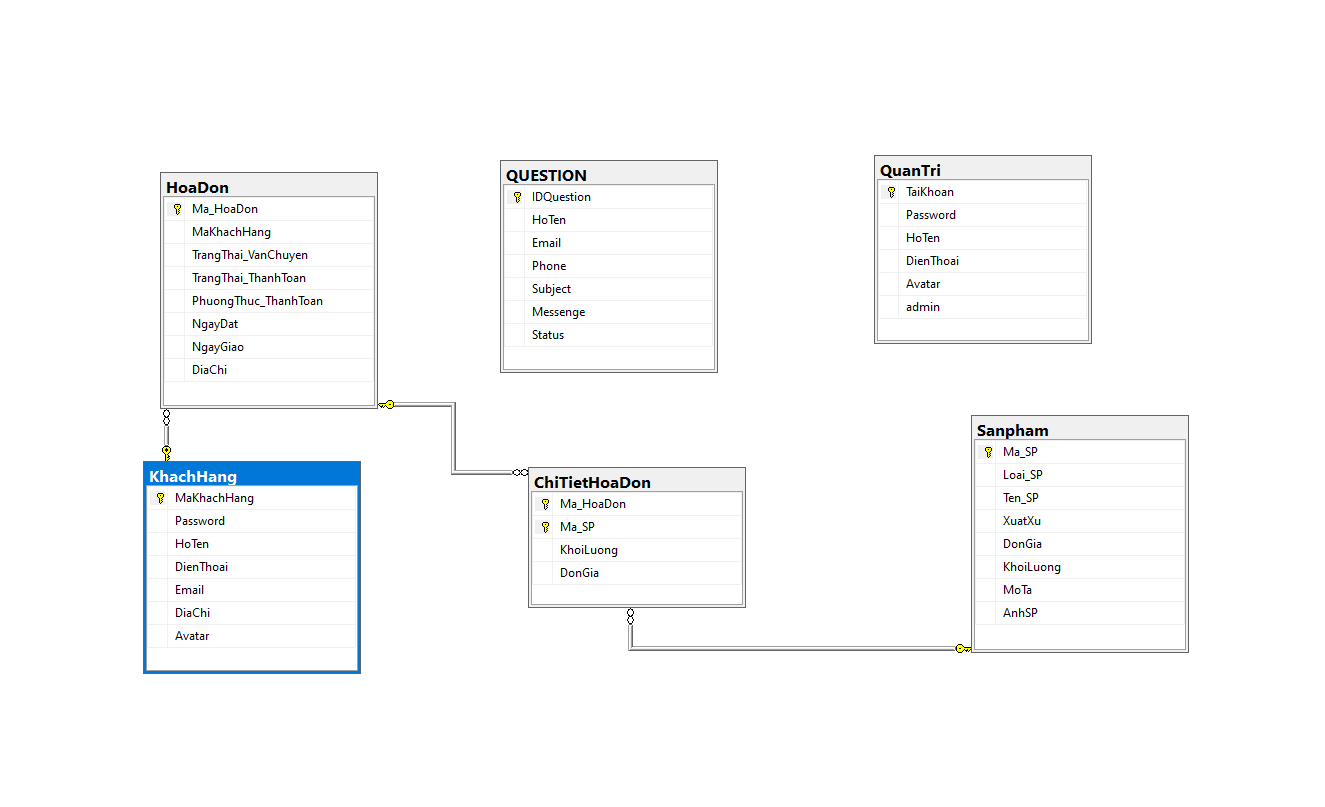 HoaDon
Ma_HoaDon
MaKhachHang
TrangThai_VanChuyen
TrangThai_ThanhToan
PhuongThuc_ThanhToan
NgayDat
NgayGiao
DiaChi
QUESTION
IDQuestion
HoTen
Email
Phone
Subject
Messenge
Status
QuanTri
TaiKhoan
Password
HoTen
DienThoai
Avatar
admin
KhachHang
MaKhachHang
Password
HoTen
DienThoai
Email
DiaChi
Avatar
ChiTietHoaDon
Ma_HoaDon
Ma_SP
KhoiLuong
DonGia
Sanpham
Ma_SP
Loai_SP
Ten_SP
XuatXu
DonGia
KhoiLuong
MoTa
AnhSP